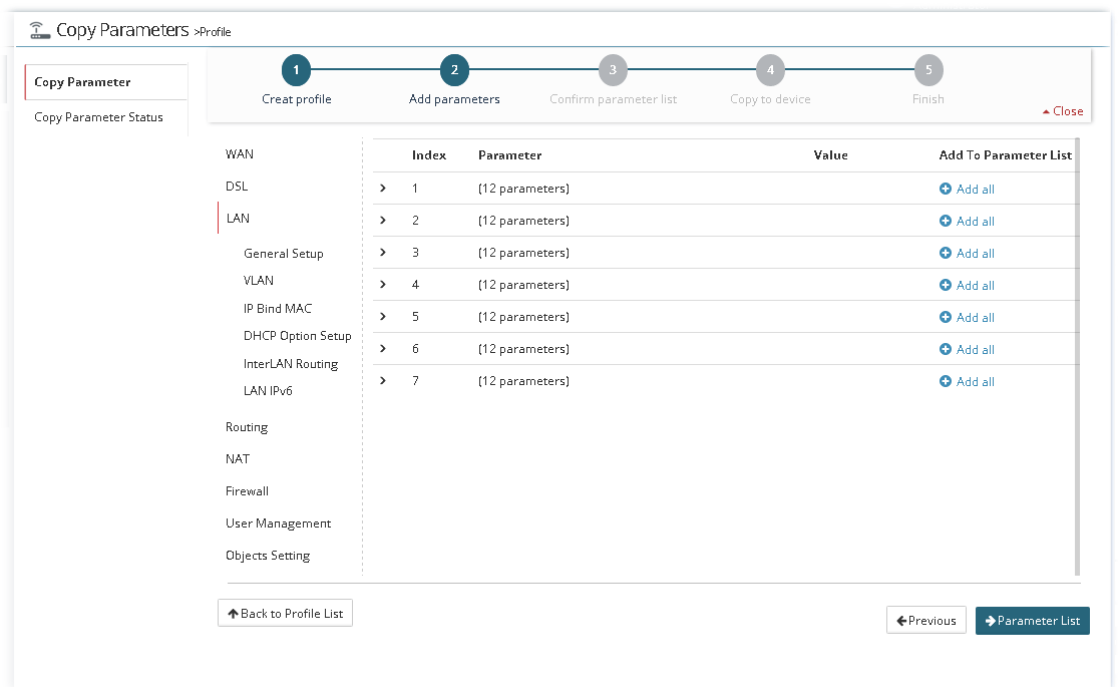 Copy Parameters >Profile
Copy Parameter
Copy Parameter Status
1 2 3 4 5
Creat profile Add parameters Confirm parameter list Copy to device Finish
Close
WAN
DSL
LAN
General Setup
VLAN
IP Bind MAC
DHCP Option Setup
InterLAN Routing
LAN IPv6
Routing
NAT
Firewall
User Management
Objects Setting
Index Parameter Value Add To Parameter List
1 (12 parameters) Add all
2 (12 parameters) Add all
3 (12 parameters) Add all
4 (12 parameters) Add all
5 (12 parameters) Add all
6 (12 parameters) Add all
7 (12 parameters) Add all
Back to Profile List
Previous Parameter List